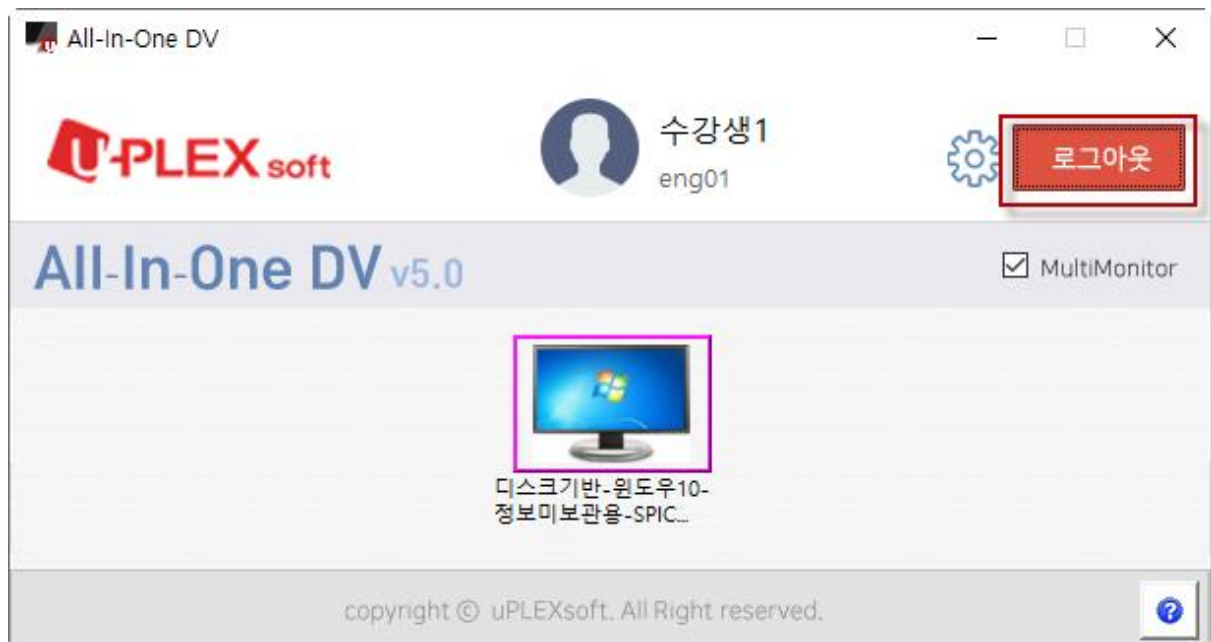 All-In-One DV
U-PLEX soft
수강생1
eng01
로그아웃
All-In-One DV v5.0
MultiMonitor
디스크기반-윈도우10-
정보미보관용-SPIC...
copyright © uPLEXsoft. All Right reserved.